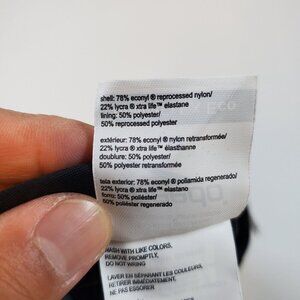 shell: 78% econyl ® reprocessed nylon/
22% lycra ® xtra life™ elastane
lining: 50% polyester/
50% reprocessed polyester
extérieur: 78% econyl ® nylon retransformée/
22% lycra ® xtra life™ élasthanne
doublure: 50% polyester/
50% polyester retransformée
tela exterior: 78% econyl ® poliamida regenerado/
22% lycra ® xtra life™ elastano
forro: 50% poliéster/
50% poliéster regenerado
WASH WITH LIKE COLORS,
REMOVE PROMPTLY,
DO NOT WRING
LAVER EN SÉPARANT LES COULEURS,
NE PAS ESSORER